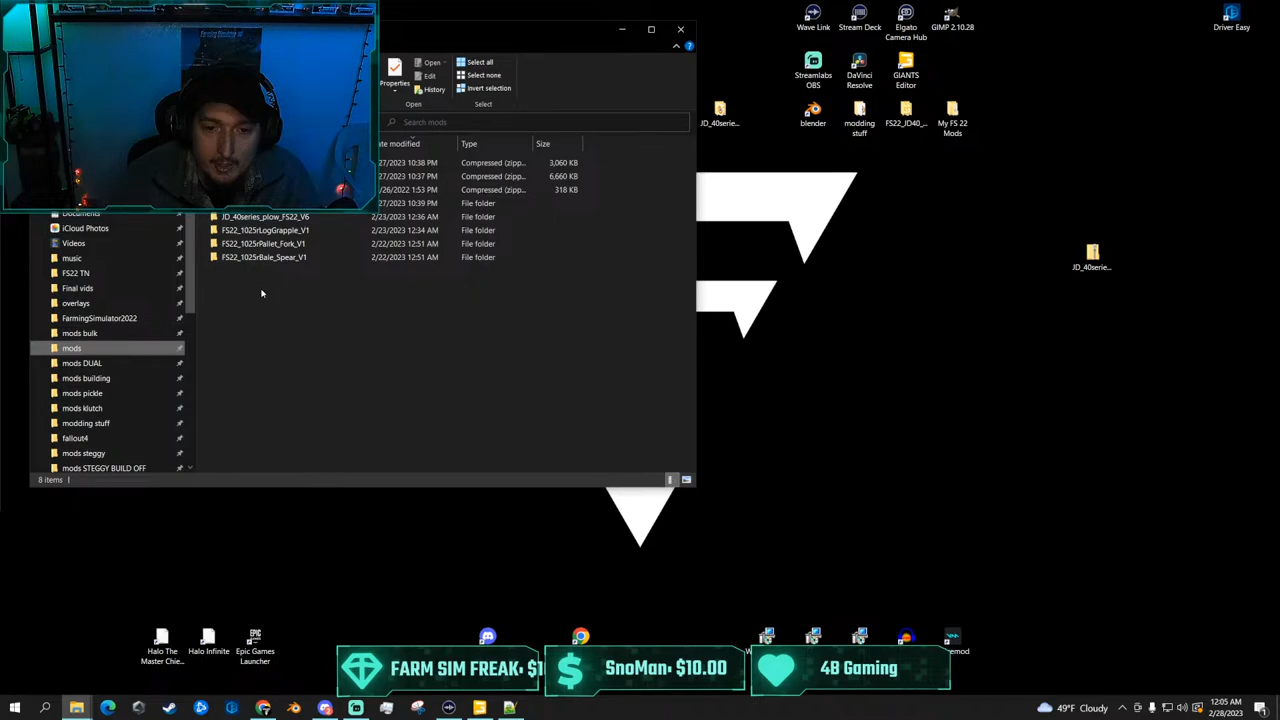 Open
Edit
History
Properties
Open
Select all
Select none
Invert selection
Select
Search mods
ate modified
Type
Size
27/2023 10:38 PM Compressed (zipp... 3,060 KB
27/2023 10:37 PM Compressed (zipp... 6,660 KB
/26/2022 1:53 PM Compressed (zipp... 318 KB
27/2023 10:39 PM File folder
JD_40series_plow_FS22_V6 2/23/2023 12:36 AM File folder
FS22_1025rLogGrapple_V1 2/23/2023 12:34 AM File folder
FS22_1025rPallet_Fork_V1 2/22/2023 12:51 AM File folder
FS22_1025rBale_Spear_V1 2/22/2023 12:51 AM File folder
Documents
iCloud Photos
Videos
music
FS22 TN
Final vids
overlays
FarmingSimulator2022
mods bulk
mods
mods DUAL
mods building
mods pickle
mods klutch
modding stuff
fallout4
mods steggy
mods STEGGY BUILD OFF
8 items
Wave Link
Stream Deck
Elgato
Camera Hub
GIMP 2.10.28
Driver Easy
Streamlabs
OBS
DaVinci
Resolve
GIANTS
Editor
JD_40serie...
blender
modding
stuff
FS22_JD40_...
My FS 22
Mods
JD_40serie...
Halo The
Master Chie...
Halo Infinite
Epic Games
Launcher
FARM SIM FREAK: $1
SnoMan: $10.00
48 Gaming
49°F Cloudy
12:05 AM
2/28/2023